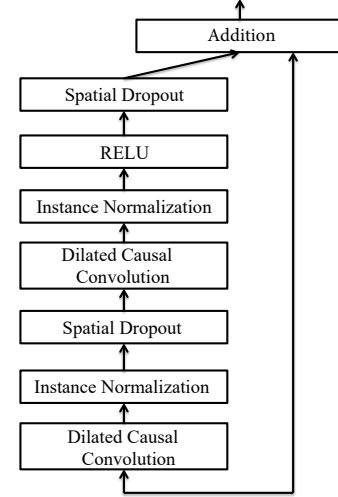 Addition
Spatial Dropout
RELU
Instance Normalization
Dilated Causal
Convolution
Spatial Dropout
Instance Normalization
Dilated Causal
Convolution